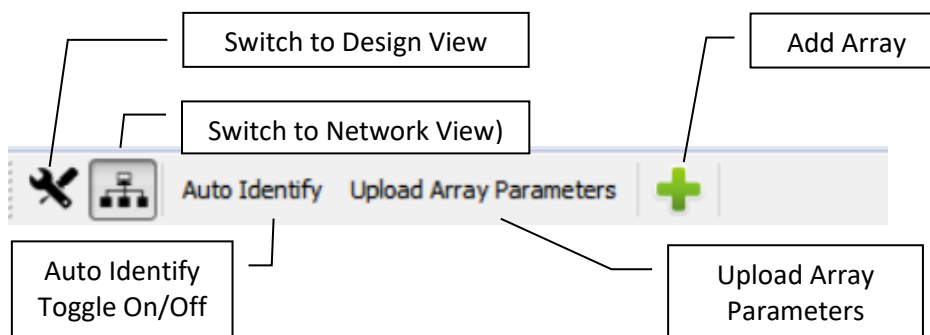 Switch to Design View
Add Array
Switch to Network View)
Auto Identify
Upload Array Parameters
Auto Identify
Toggle On/Off
Upload Array
Parameters